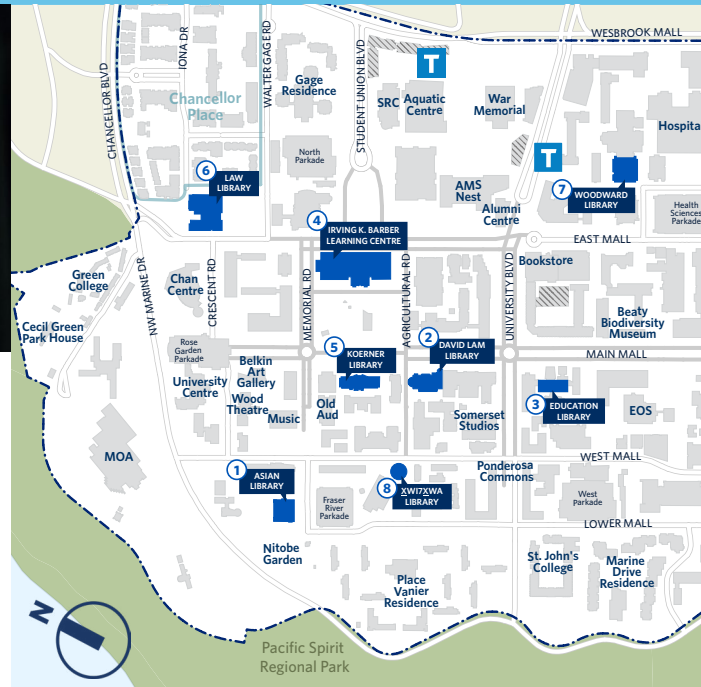 WESBROOK MALL
IONA DR
WALTER GAGE RD
STUDENT UNION BLVD
CHANCELLOR BLVD
T
Gage
Residence
SRC
Aquatic
Centre
War
Memorial
Chancellor
Place
Hospita
North
Parkade
T
6
LAW
LIBRARY
7
WOODWARD
LIBRARY
AMS
Nest
Alumni
Centre
Health
Sciences
Parkade
4
IRVING K. BARBER
LEARNING CENTRE
EAST MALL
Green
College
NW MARINE DR
Chan
Centre
CRESCENT RD
MEMORIAL RD
AGRICULTURAL RD
UNIVERSITY BLVD
Bookstore
Beaty
Biodiversity
Museum
Cecil Green
Park House
Rose
Garden
Parkade
5
KOERNER
LIBRARY
2
DAVID LAM
LIBRARY
MAIN MALL
Belkin
Art
Gallery
University
Centre
Wood
Theatre
Music
Old
Aud
Somerset
Studios
3
EDUCATION
LIBRARY
EOS
MOA
WEST MALL
1
ASIAN
LIBRARY
8
X̱WI7X̱WA
LIBRARY
Ponderosa
Commons
Fraser
River
Parkade
West
Parkade
LOWER MALL
Nitobe
Garden
St. John's
College
Marine
Drive
Residence
Place
Vanier
Residence
N
Pacific Spirit
Regional Park